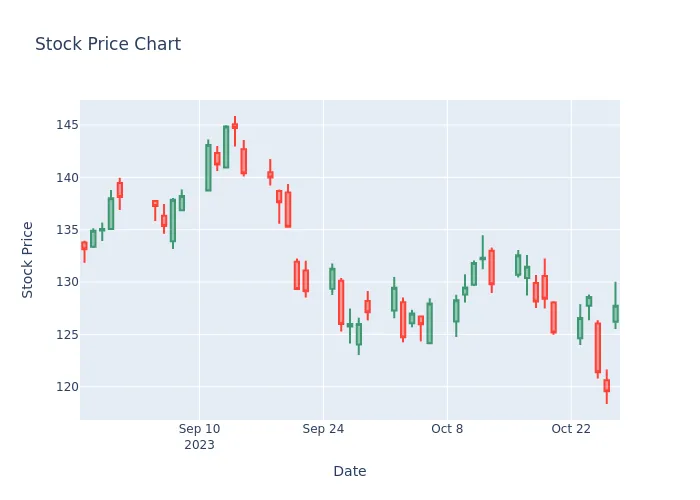 Stock Price Chart
Stock Price
145
140
135
130
125
120
Sep 10
2023
Sep 24
Oct 8
Oct 22
Date